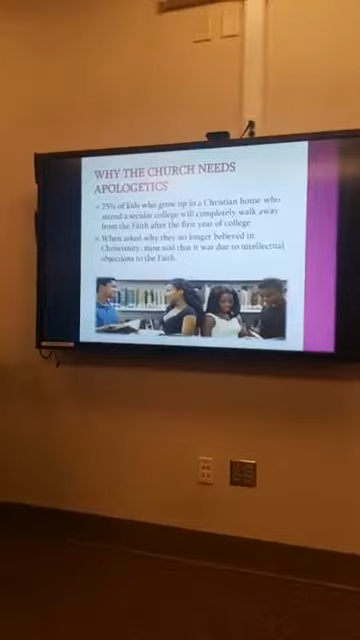 WHY THE CHURCH NEEDS
APOLOGETICS
75% of kids who grow up in a Christian home who
attend a secular college will completely walk away
from the Faith after the first year of college
When asked why they no longer believed in
Christianity, most said that it was due to intellectual
objections to the Faith.